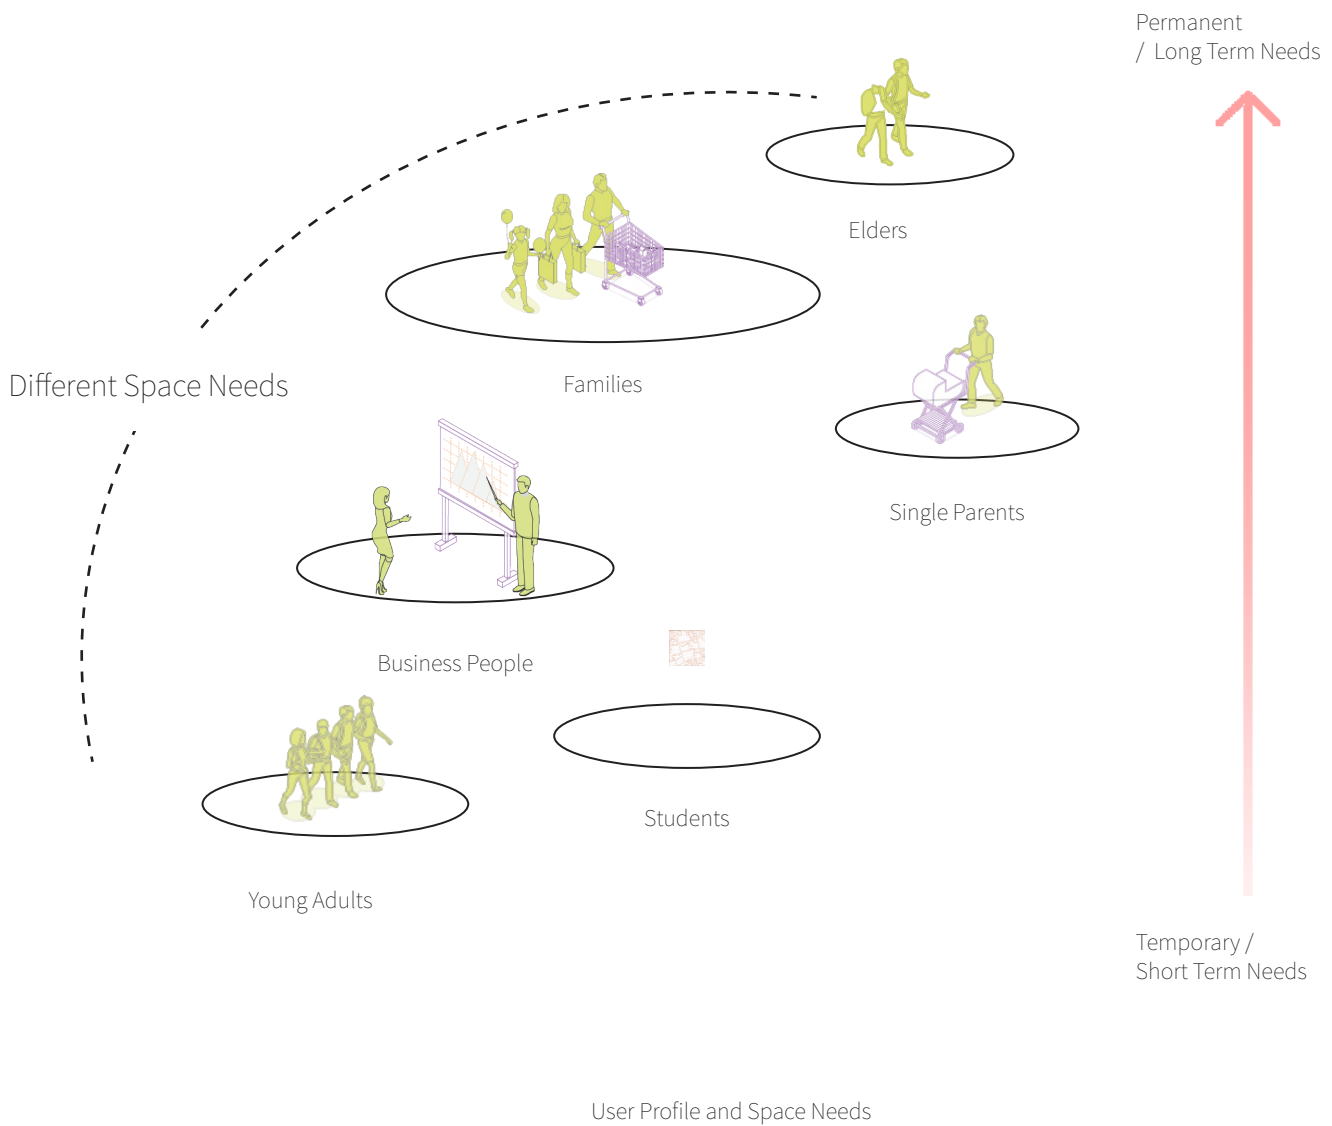 Permanent
/ Long Term Needs
Elders
Different Space Needs
Families
Single Parents
Business People
Students
Young Adults
Temporary /
Short Term Needs
User Profile and Space Needs